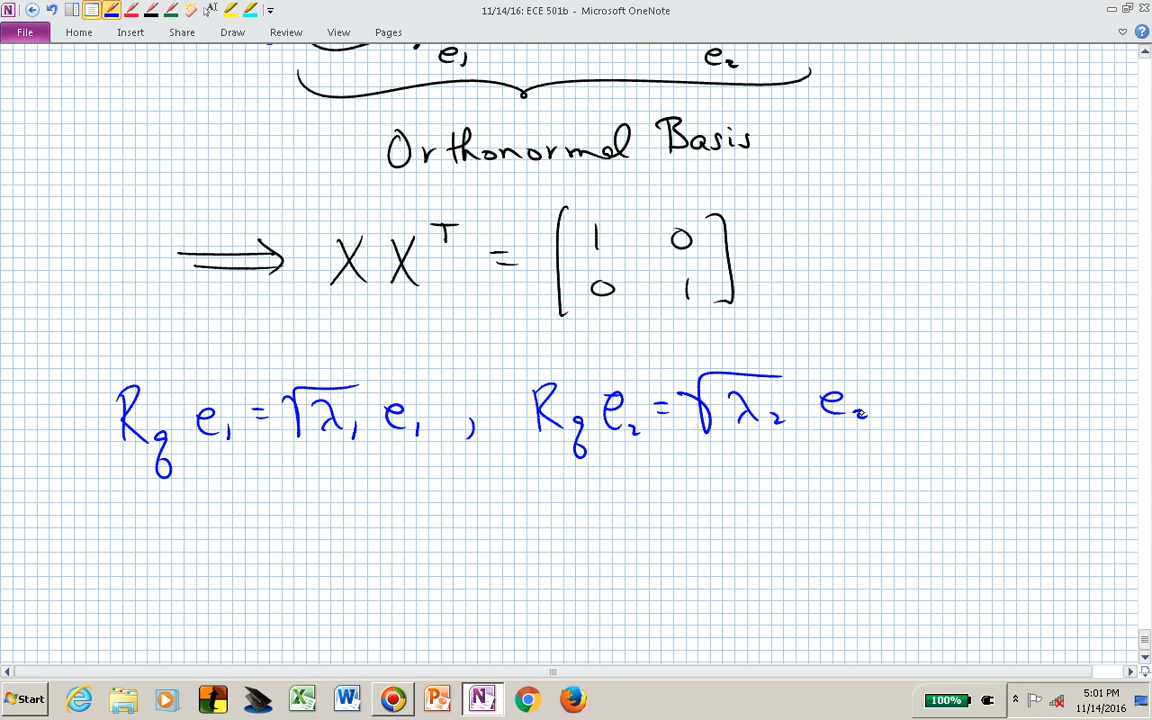 11/14/16: ECE 501b - Microsoft OneNote
File Home Insert Share Draw Review View Pages
e₁ e₂
Orthonormal Basis
⟹ X Xᵀ = [ 1 0
0 1 ]
R_q e₁ = √λ₁ e₁ , R_q e₂ = √λ₂ e₂
Start
100%
5:01 PM
11/14/2016